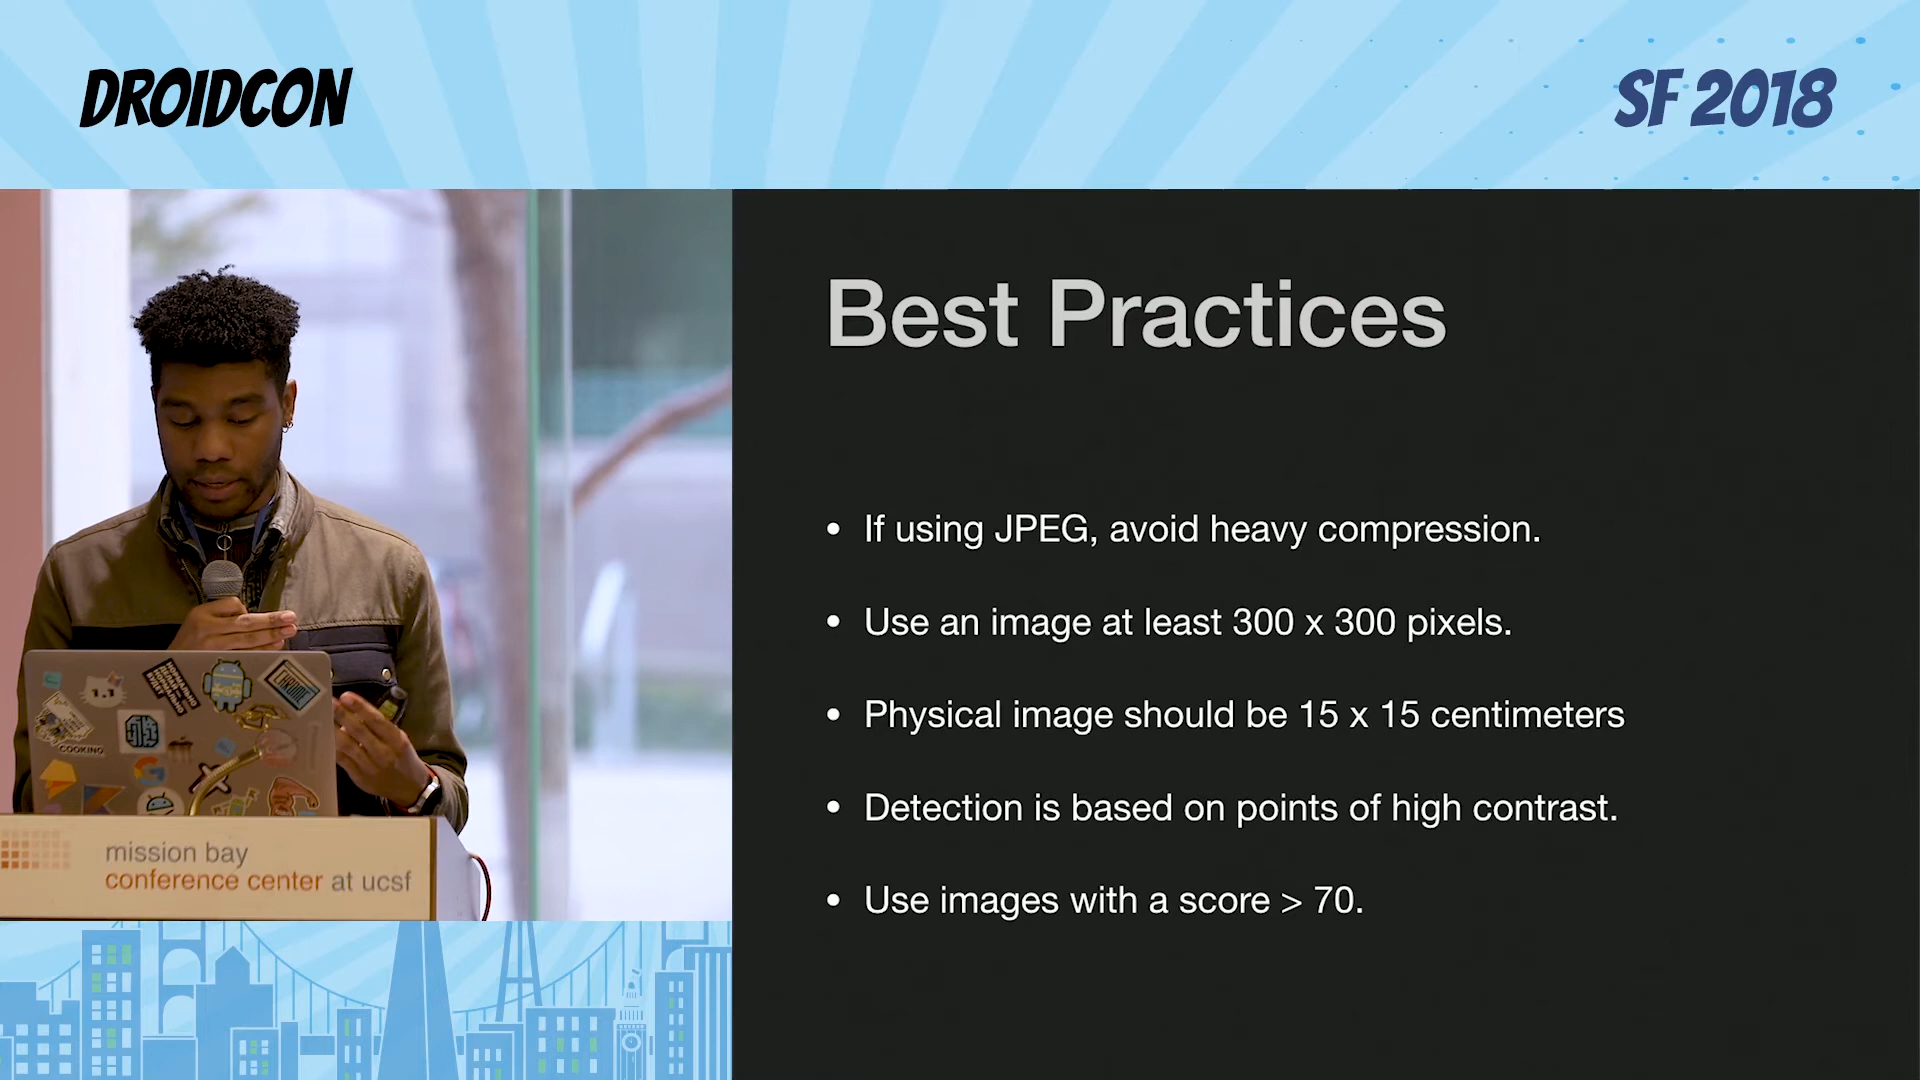 DROIDCON
SF 2018
Best Practices
• If using JPEG, avoid heavy compression.
• Use an image at least 300 x 300 pixels.
• Physical image should be 15 x 15 centimeters
• Detection is based on points of high contrast.
• Use images with a score > 70.
COOKING
mission bay
conference center at ucsf